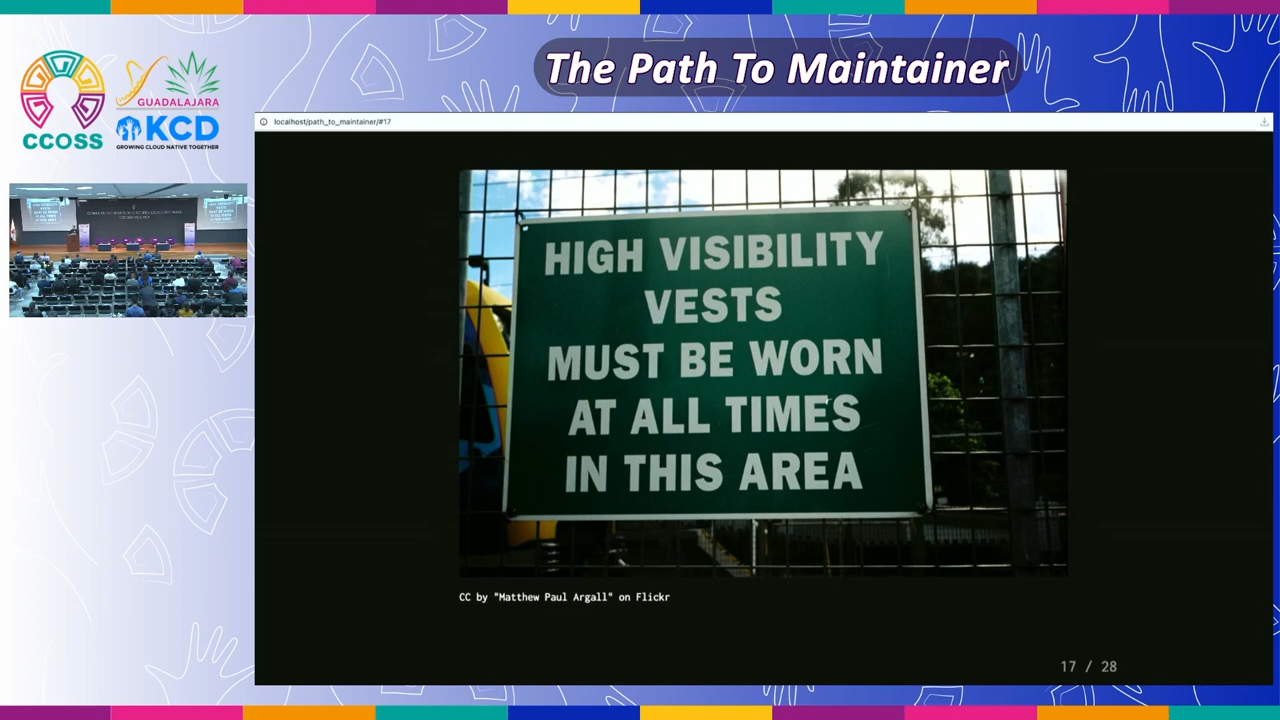 The Path To Maintainer
CCOSS
GUADALAJARA
KCD
GROWING CLOUD NATIVE TOGETHER
localhost/path_to_maintainer/#17
HIGH VISIBILITY
VESTS
MUST BE WORN
AT ALL TIMES
IN THIS AREA
CC by "Matthew Paul Argall" on Flickr
17 / 28